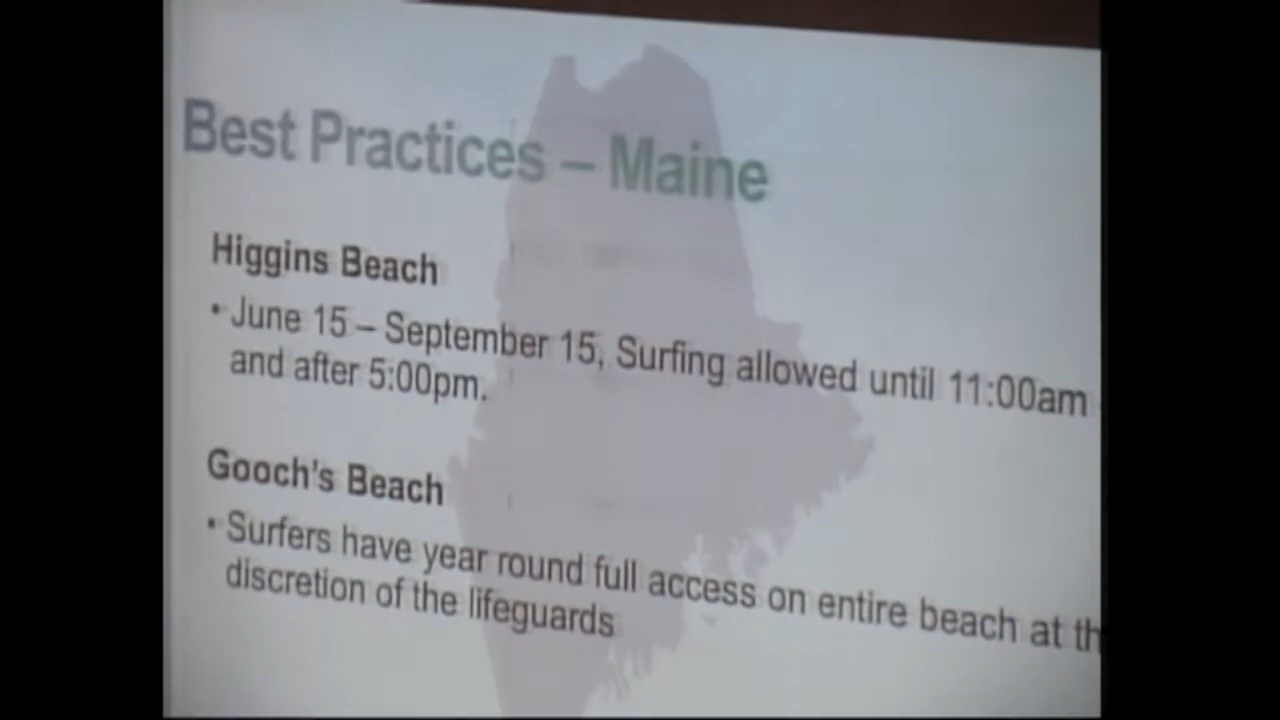 Best Practices – Maine
Higgins Beach
• June 15 – September 15, Surfing allowed until 11:00am
and after 5:00pm.
Gooch's Beach
• Surfers have year round full access on entire beach at th
discretion of the lifeguards